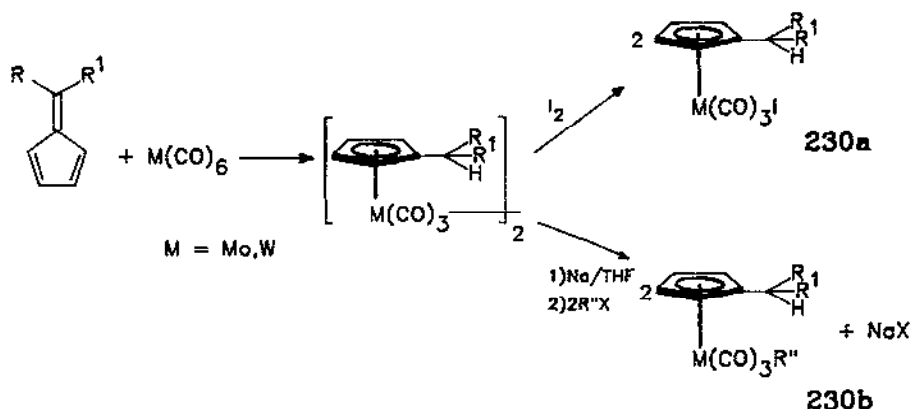 R R¹
+ M(CO)₆
M = Mo,W
R
R¹
H
M(CO)₃
2
I₂
2
R
R¹
H
M(CO)₃I
230a
1)Na/THF
2)2R"X
2
R
R¹
H
M(CO)₃R"
+ NaX
230b